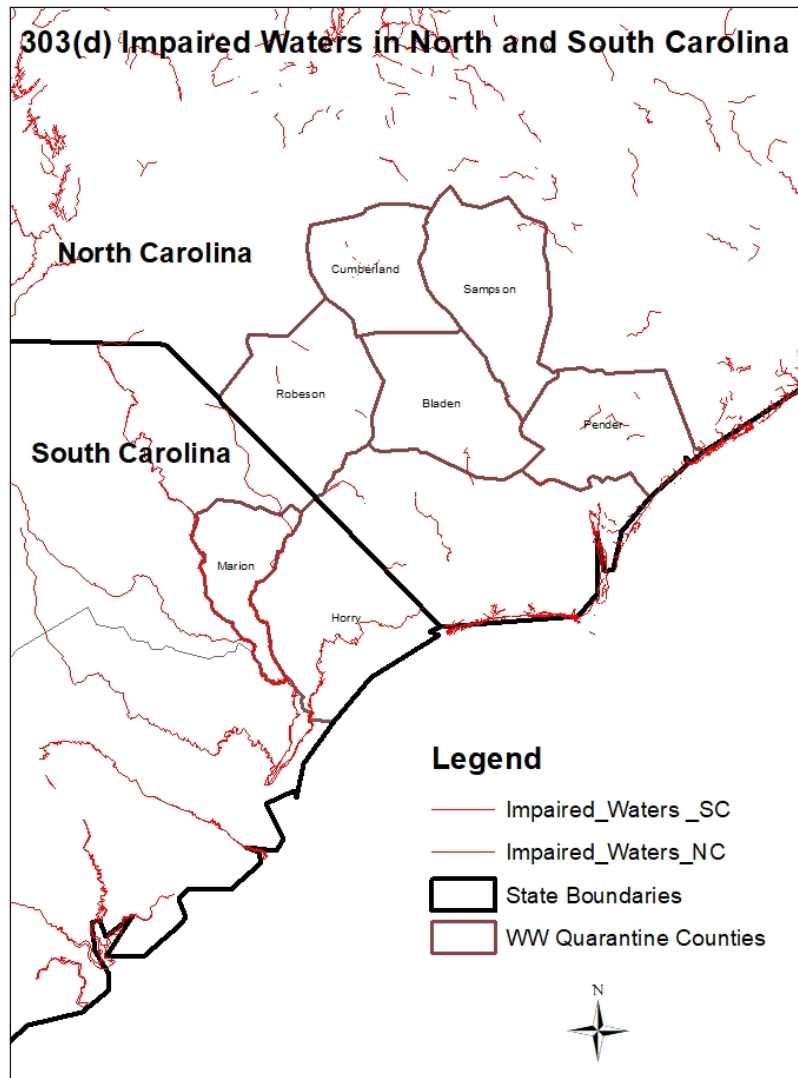 303(d) Impaired Waters in North and South Carolina
North Carolina
Cumberland
Sampson
Robeson
Bladen
Pender
South Carolina
Marion
Horry
Legend
Impaired_Waters _SC
Impaired_Waters_NC
State Boundaries
WW Quarantine Counties
N